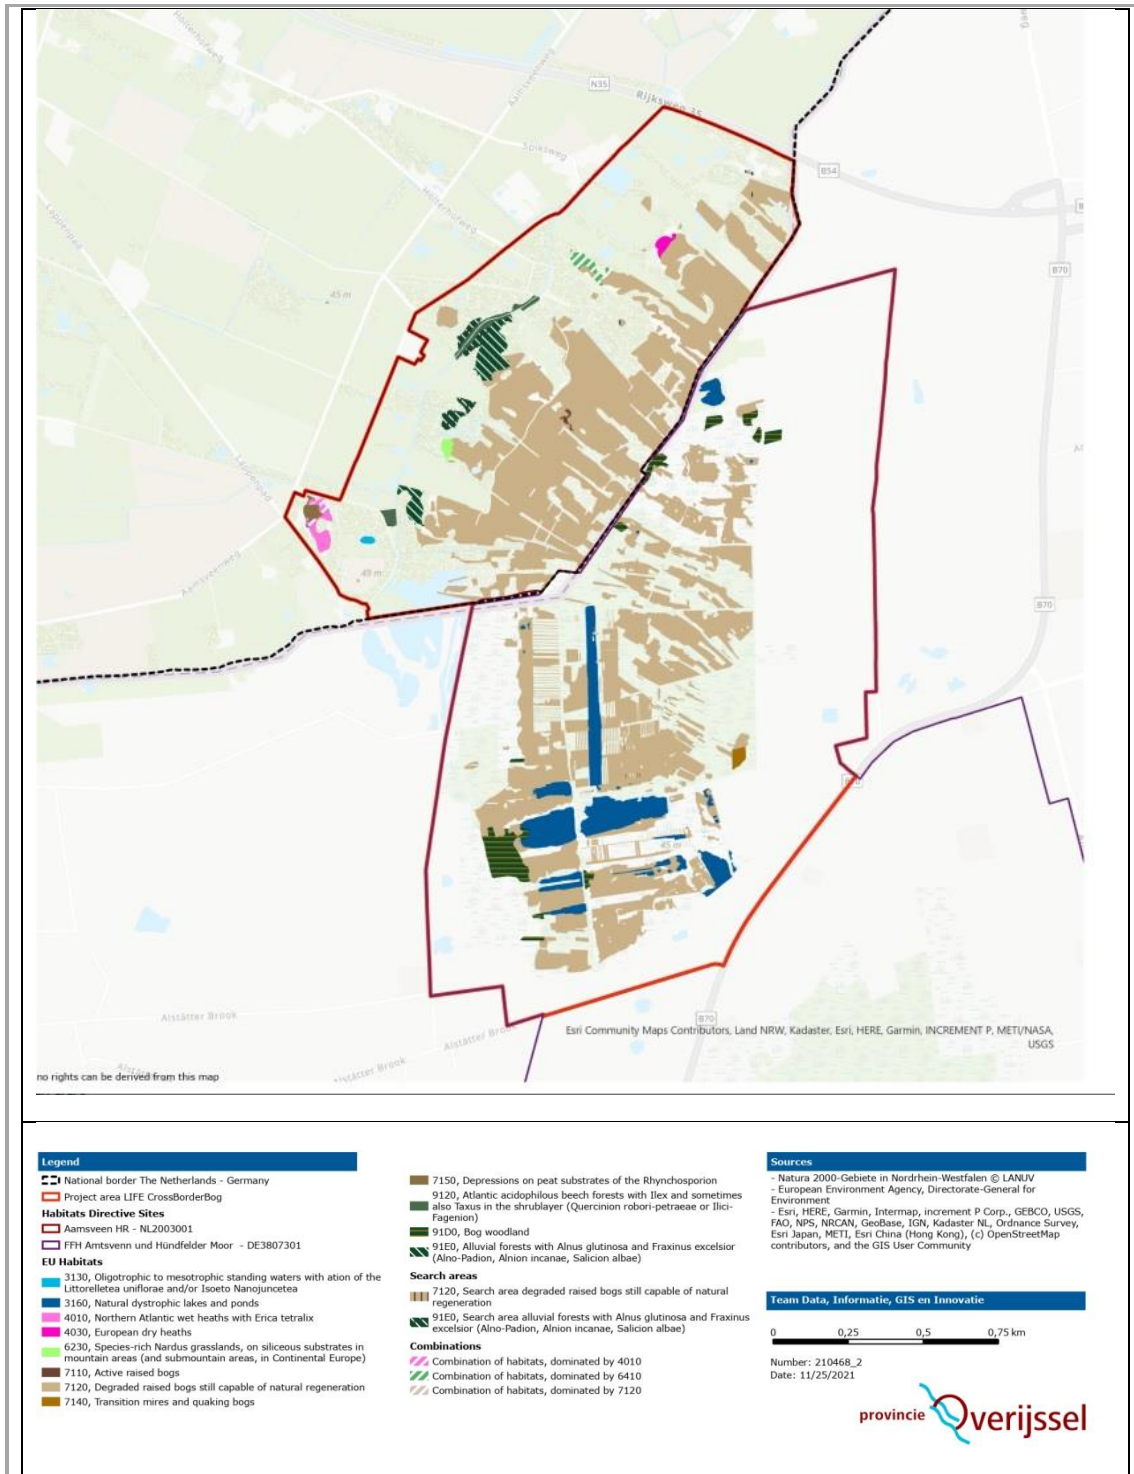 Holterhofweg
Aamsveenweg
N35
Rijksweg 35
Spiksweg
B54
Holterhofweg
Lappenpad
B70
45 m
Lappenpad
Aamsveenweg
49 m
B70
45 m
B70
Alstätter Brook
Alstätter Broo
Alstätter Brook
Esri Community Maps Contributors, Land NRW, Kadaster, Esri, HERE, Garmin, INCREMENT P, METI/NASA,
USGS
no rights can be derived from this map
Legend
National border The Netherlands - Germany
Project area LIFE CrossBorderBog
Habitats Directive Sites
Aamsveen HR - NL2003001
FFH Amtsvenn und Hündfelder Moor - DE3807301
EU Habitats
3130, Oligotrophic to mesotrophic standing waters with ation of the
Littorelletea uniflorae and/or Isoeto Nanojuncetea
3160, Natural dystrophic lakes and ponds
4010, Northern Atlantic wet heaths with Erica tetralix
4030, European dry heaths
6230, Species-rich Nardus grasslands, on siliceous substrates in
mountain areas (and submountain areas, in Continental Europe)
7110, Active raised bogs
7120, Degraded raised bogs still capable of natural regeneration
7140, Transition mires and quaking bogs
7150, Depressions on peat substrates of the Rhynchosporion
9120, Atlantic acidophilous beech forests with Ilex and sometimes
also Taxus in the shrublayer (Quercinion robori-petraeae or Ilici-
Fagenion)
91D0, Bog woodland
91E0, Alluvial forests with Alnus glutinosa and Fraxinus excelsior
(Alno-Padion, Alnion incanae, Salicion albae)
Search areas
7120, Search area degraded raised bogs still capable of natural
regeneration
91E0, Search area alluvial forests with Alnus glutinosa and Fraxinus
excelsior (Alno-Padion, Alnion incanae, Salicion albae)
Combinations
Combination of habitats, dominated by 4010
Combination of habitats, dominated by 6410
Combination of habitats, dominated by 7120
Sources
- Natura 2000-Gebiete in Nordrhein-Westfalen © LANUV
- European Environment Agency, Directorate-General for
Environment
- Esri, HERE, Garmin, Intermap, increment P Corp., GEBCO, USGS,
FAO, NPS, NRCAN, GeoBase, IGN, Kadaster NL, Ordnance Survey,
Esri Japan, METI, Esri China (Hong Kong), (c) OpenStreetMap
contributors, and the GIS User Community
Team Data, Informatie, GIS en Innovatie
0 0,25 0,5 0,75 km
Number: 210468_2
Date: 11/25/2021
provincie Overijssel